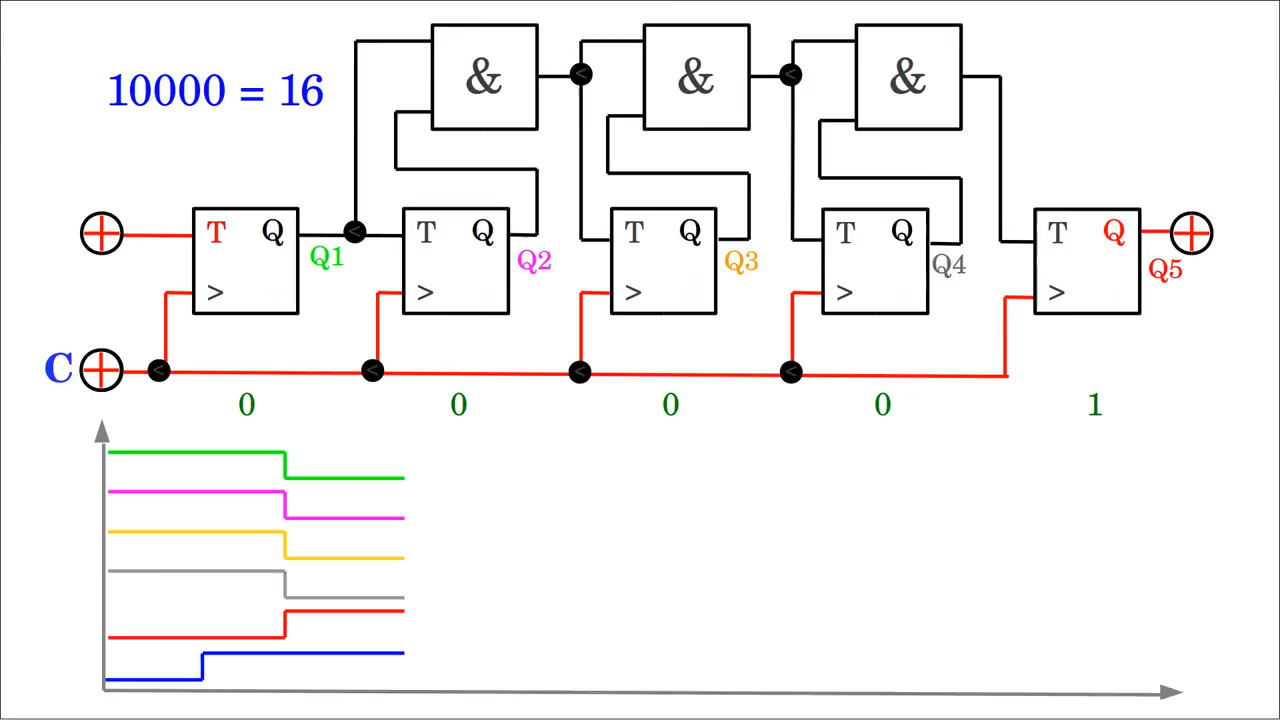 10000 = 16
& & &
T Q T Q T Q T Q T Q
Q1 Q2 Q3 Q4 Q5
> > > > >
C
0 0 0 0 1